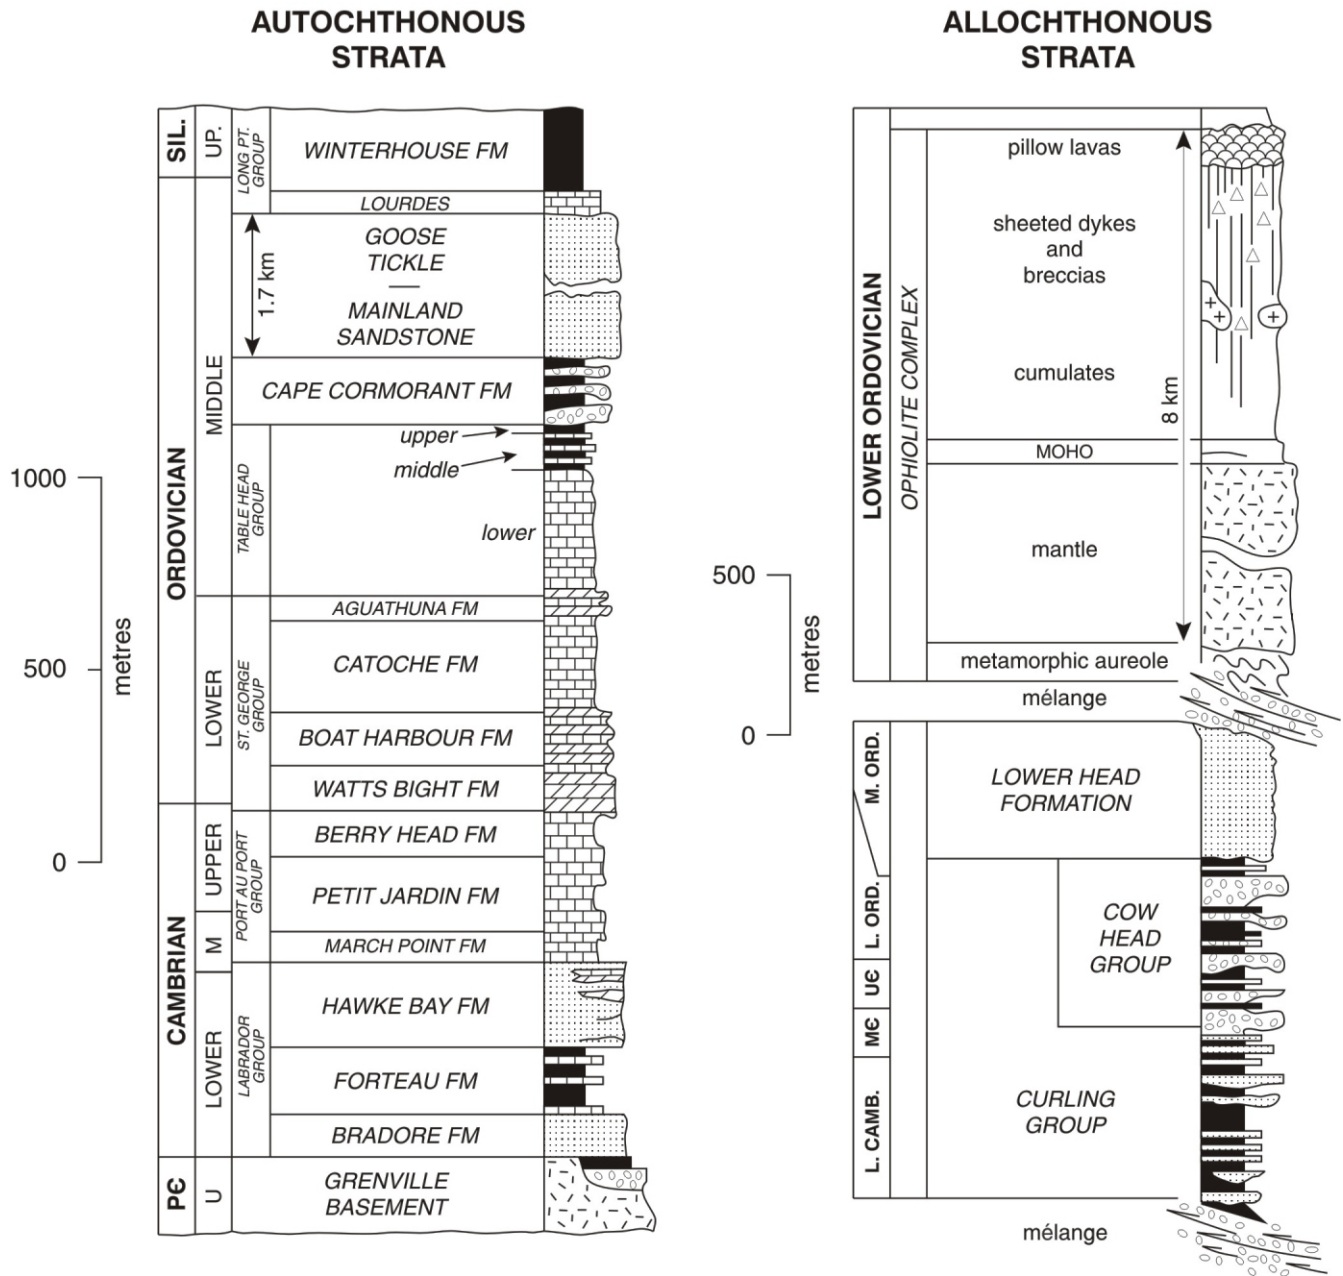 AUTOCHTHONOUS
STRATA
SIL.
UP.
LONG PT.
GROUP
WINTERHOUSE FM
LOURDES
ORDOVICIAN
MIDDLE
1.7 km
GOOSE
TICKLE
MAINLAND
SANDSTONE
CAPE CORMORANT FM
TABLE HEAD
GROUP
upper
middle
lower
LOWER
ST. GEORGE
GROUP
AGUATHUNA FM
CATOCHE FM
BOAT HARBOUR FM
WATTS BIGHT FM
CAMBRIAN
UPPER
M
PORT AU PORT
GROUP
BERRY HEAD FM
PETIT JARDIN FM
MARCH POINT FM
LOWER
LABRADOR
GROUP
HAWKE BAY FM
FORTEAU FM
BRADORE FM
PЄ
U
GRENVILLE
BASEMENT
1000
500
0
metres
ALLOCHTHONOUS
STRATA
LOWER ORDOVICIAN
OPHIOLITE COMPLEX
pillow lavas
sheeted dykes
and
breccias
cumulates
8 km
MOHO
mantle
metamorphic aureole
mélange
M. ORD.
L. ORD.
UЄ
MЄ
L. CAMB.
LOWER HEAD
FORMATION
COW
HEAD
GROUP
CURLING
GROUP
mélange
500
0
metres